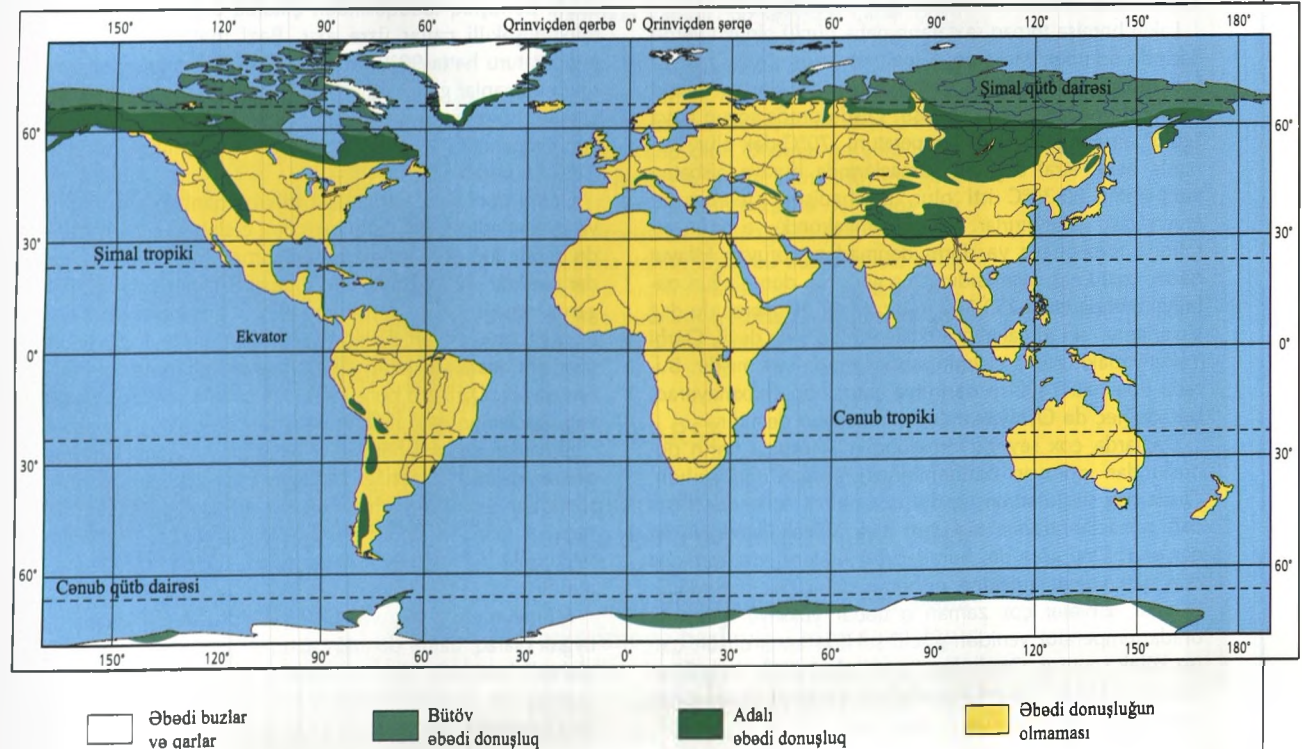 150° 120° 90° 60° Qrinviçdən qərbə 0° Qrinviçdən şərqə 60° 90° 120° 150° 180°
Şimal qütb dairəsi
60° 60°
30° 30°
Şimal tropiki
Ekvator
0° 0°
Cənub tropiki
30° 30°
60° 60°
Cənub qütb dairəsi
150° 120° 90° 60° 30° 0° 30° 60° 90° 120° 150° 180°
Əbədi buzlar
və qarlar
Bütöv
əbədi donuşluq
Adalı
əbədi donuşluq
Əbədi donuşluğun
olmaması